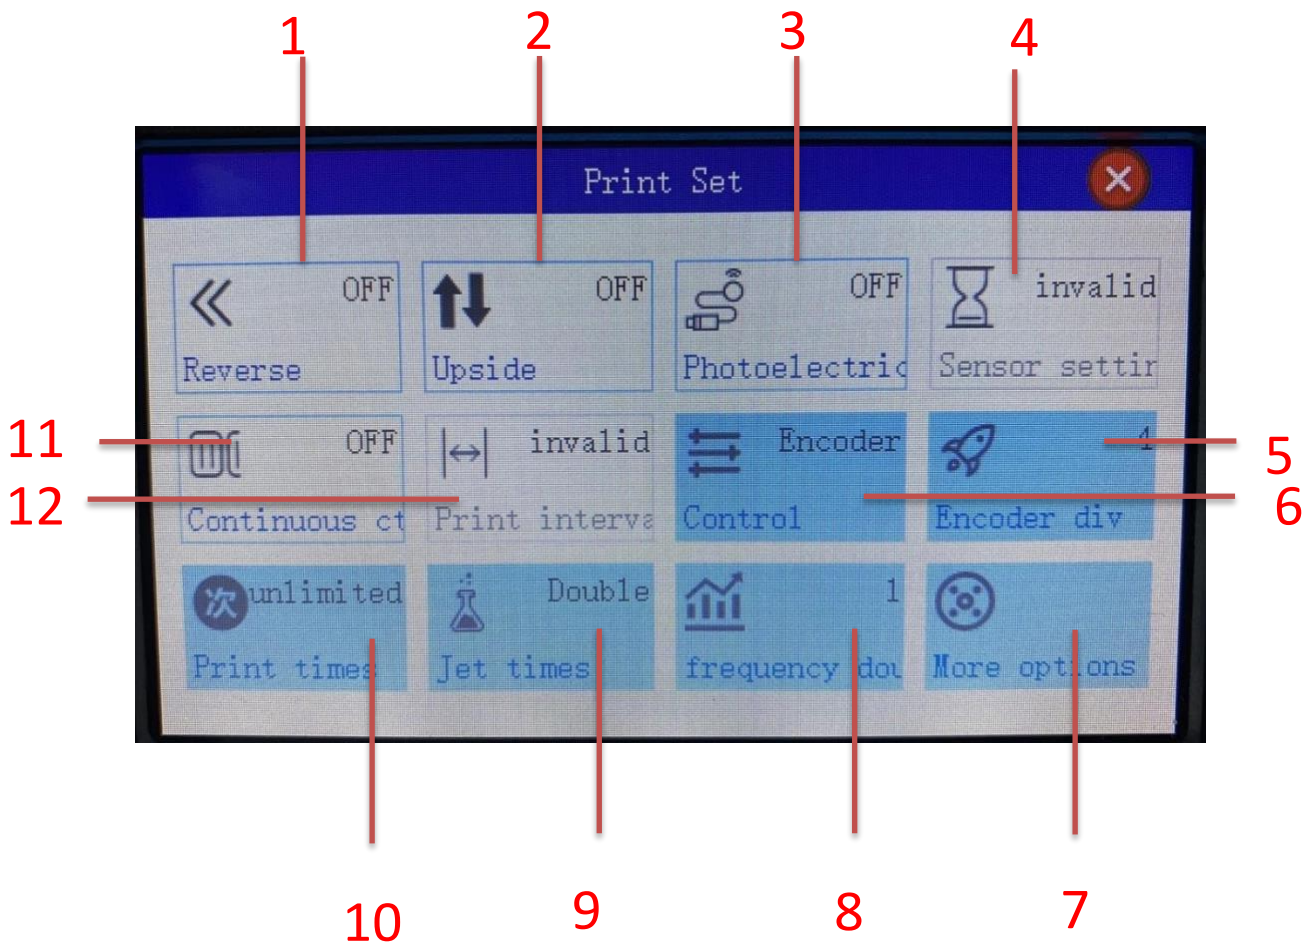 1 2 3 4
Print Set
OFF OFF OFF invalid
Reverse Upside Photoelectric Sensor settin
11 OFF invalid Encoder 5
12 Continuous ct Print interva Control Encoder div 6
次 unlimited Double 1
Print times Jet times frequency dou More options
10 9 8 7